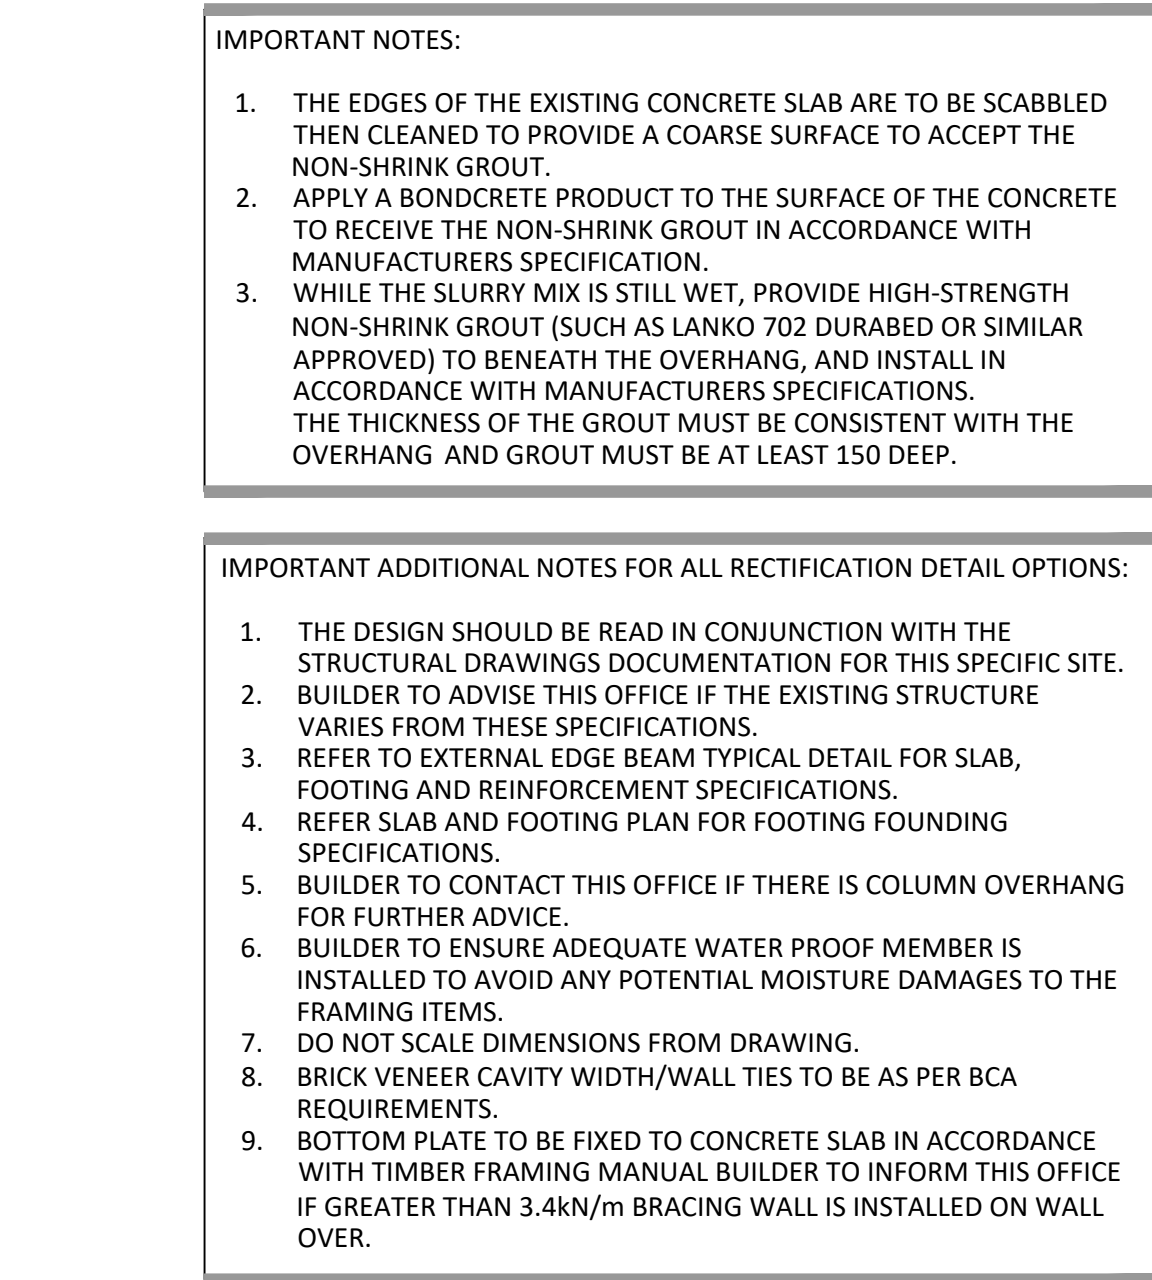 IMPORTANT NOTES:
1. THE EDGES OF THE EXISTING CONCRETE SLAB ARE TO BE SCABBLED
THEN CLEANED TO PROVIDE A COARSE SURFACE TO ACCEPT THE
NON-SHRINK GROUT.
2. APPLY A BONDCRETE PRODUCT TO THE SURFACE OF THE CONCRETE
TO RECEIVE THE NON-SHRINK GROUT IN ACCORDANCE WITH
MANUFACTURERS SPECIFICATION.
3. WHILE THE SLURRY MIX IS STILL WET, PROVIDE HIGH-STRENGTH
NON-SHRINK GROUT (SUCH AS LANKO 702 DURABED OR SIMILAR
APPROVED) TO BENEATH THE OVERHANG, AND INSTALL IN
ACCORDANCE WITH MANUFACTURERS SPECIFICATIONS.
THE THICKNESS OF THE GROUT MUST BE CONSISTENT WITH THE
OVERHANG AND GROUT MUST BE AT LEAST 150 DEEP.
IMPORTANT ADDITIONAL NOTES FOR ALL RECTIFICATION DETAIL OPTIONS:
1. THE DESIGN SHOULD BE READ IN CONJUNCTION WITH THE
STRUCTURAL DRAWINGS DOCUMENTATION FOR THIS SPECIFIC SITE.
2. BUILDER TO ADVISE THIS OFFICE IF THE EXISTING STRUCTURE
VARIES FROM THESE SPECIFICATIONS.
3. REFER TO EXTERNAL EDGE BEAM TYPICAL DETAIL FOR SLAB,
FOOTING AND REINFORCEMENT SPECIFICATIONS.
4. REFER SLAB AND FOOTING PLAN FOR FOOTING FOUNDING
SPECIFICATIONS.
5. BUILDER TO CONTACT THIS OFFICE IF THERE IS COLUMN OVERHANG
FOR FURTHER ADVICE.
6. BUILDER TO ENSURE ADEQUATE WATER PROOF MEMBER IS
INSTALLED TO AVOID ANY POTENTIAL MOISTURE DAMAGES TO THE
FRAMING ITEMS.
7. DO NOT SCALE DIMENSIONS FROM DRAWING.
8. BRICK VENEER CAVITY WIDTH/WALL TIES TO BE AS PER BCA
REQUIREMENTS.
9. BOTTOM PLATE TO BE FIXED TO CONCRETE SLAB IN ACCORDANCE
WITH TIMBER FRAMING MANUAL BUILDER TO INFORM THIS OFFICE
IF GREATER THAN 3.4kN/m BRACING WALL IS INSTALLED ON WALL
OVER.